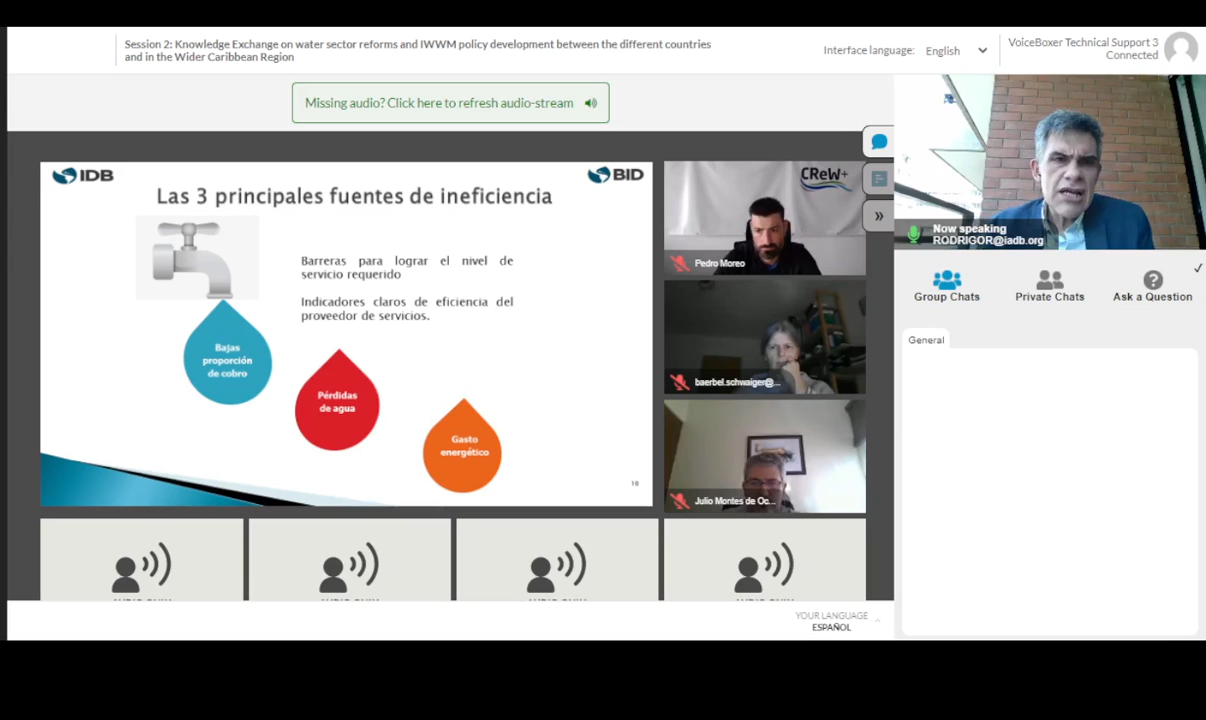 Session 2: Knowledge Exchange on water sector reforms and IWWM policy development between the different countries
and in the Wider Caribbean Region
Interface language: English
VoiceBoxer Technical Support 3
Connected
Missing audio? Click here to refresh audio-stream
IDB
BID
Las 3 principales fuentes de ineficiencia
Barreras para lograr el nivel de
servicio requerido
Indicadores claros de eficiencia del
proveedor de servicios.
Bajas
proporción
de cobro
Pérdidas
de agua
Gasto
energético
CReW+
Pedro Moreo
baerbel.schwaiger@...
Julio Montes de Oc...
Now speaking
RODRIGOR@iadb.org
Group Chats
Private Chats
Ask a Question
General
YOUR LANGUAGE
ESPAÑOL